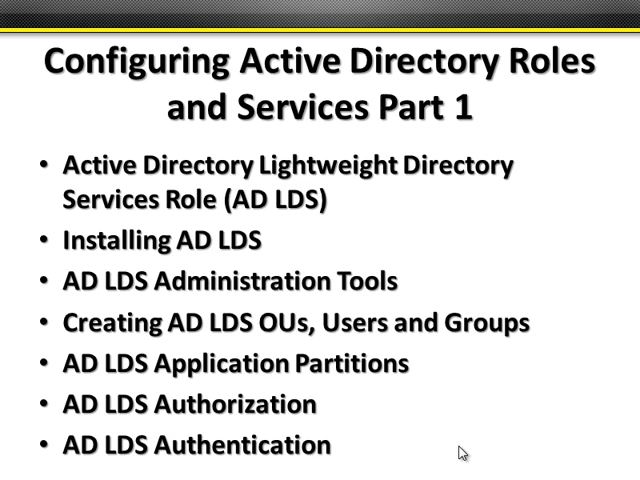 Configuring Active Directory Roles
and Services Part 1
• Active Directory Lightweight Directory
Services Role (AD LDS)
• Installing AD LDS
• AD LDS Administration Tools
• Creating AD LDS OUs, Users and Groups
• AD LDS Application Partitions
• AD LDS Authorization
• AD LDS Authentication